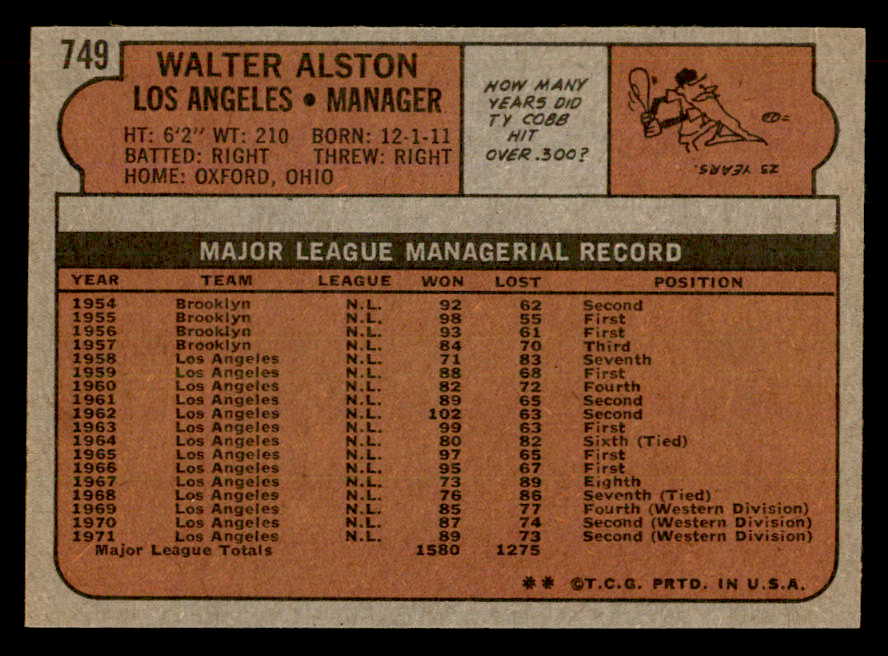 749
WALTER ALSTON
LOS ANGELES • MANAGER
HT: 6'2" WT: 210 BORN: 12-1-11
BATTED: RIGHT THREW: RIGHT
HOME: OXFORD, OHIO
HOW MANY
YEARS DID
TY COBB
HIT
OVER .300?
23 YEARS.
MAJOR LEAGUE MANAGERIAL RECORD
YEAR TEAM LEAGUE WON LOST POSITION
1954 Brooklyn N.L. 92 62 Second
1955 Brooklyn N.L. 98 55 First
1956 Brooklyn N.L. 93 61 First
1957 Brooklyn N.L. 84 70 Third
1958 Los Angeles N.L. 71 83 Seventh
1959 Los Angeles N.L. 88 68 First
1960 Los Angeles N.L. 82 72 Fourth
1961 Los Angeles N.L. 89 65 Second
1962 Los Angeles N.L. 102 63 Second
1963 Los Angeles N.L. 99 63 First
1964 Los Angeles N.L. 80 82 Sixth (Tied)
1965 Los Angeles N.L. 97 65 First
1966 Los Angeles N.L. 95 67 First
1967 Los Angeles N.L. 73 89 Eighth
1968 Los Angeles N.L. 76 86 Seventh (Tied)
1969 Los Angeles N.L. 85 77 Fourth (Western Division)
1970 Los Angeles N.L. 87 74 Second (Western Division)
1971 Los Angeles N.L. 89 73 Second (Western Division)
Major League Totals 1580 1275
** ©T.C.G. PRTD. IN U.S.A.